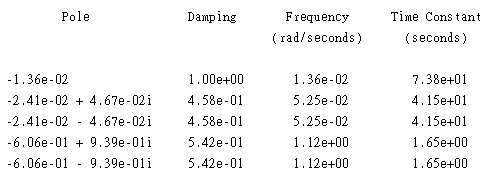 Pole Damping Frequency Time Constant
(rad/seconds) (seconds)
-1.36e-02 1.00e+00 1.36e-02 7.38e+01
-2.41e-02 + 4.67e-02i 4.58e-01 5.25e-02 4.15e+01
-2.41e-02 - 4.67e-02i 4.58e-01 5.25e-02 4.15e+01
-6.06e-01 + 9.39e-01i 5.42e-01 1.12e+00 1.65e+00
-6.06e-01 - 9.39e-01i 5.42e-01 1.12e+00 1.65e+00